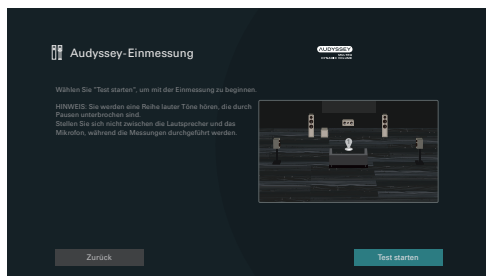 Audyssey-Einmessung
AUDYSSEY
DYNAMIC VOLUME
Wählen Sie "Test starten", um mit der Einmessung zu beginnen.
HINWEIS: Sie werden eine Reihe lauter Töne hören, die durch
Pausen unterbrochen sind.
Stellen Sie sich nicht zwischen die Lautsprecher und das
Mikrofon, während die Messungen durchgeführt werden.
Zurück
Test starten